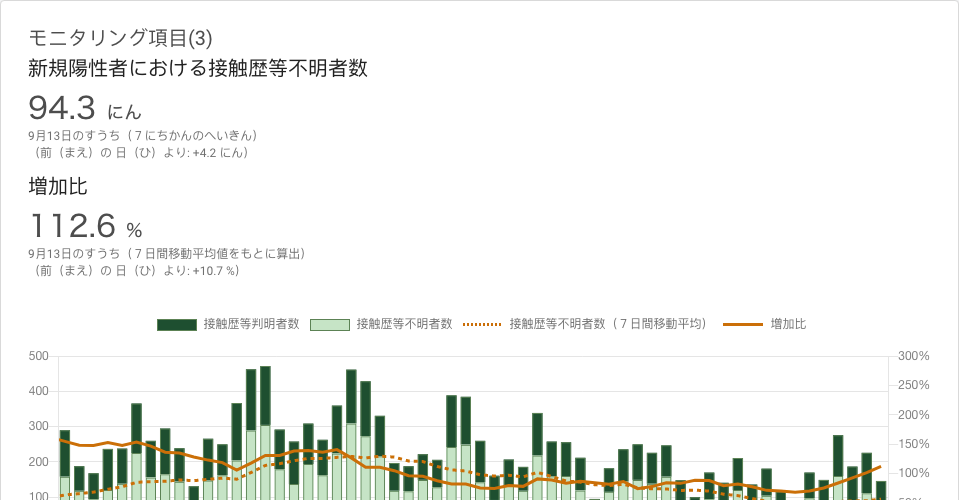 モニタリング項目(3)
新規陽性者における接触歴等不明者数
94.3 にん
9月13日のすうち（７にちかんのへいきん）
（前（まえ）の 日（ひ）より: +4.2 にん）
増加比
112.6 %
9月13日のすうち（７日間移動平均値をもとに算出）
（前（まえ）の 日（ひ）より: +10.7 %）
接触歴等判明者数 接触歴等不明者数 接触歴等不明者数（７日間移動平均） 増加比
500 300%
250%
400
200%
300
150%
200
100%
100